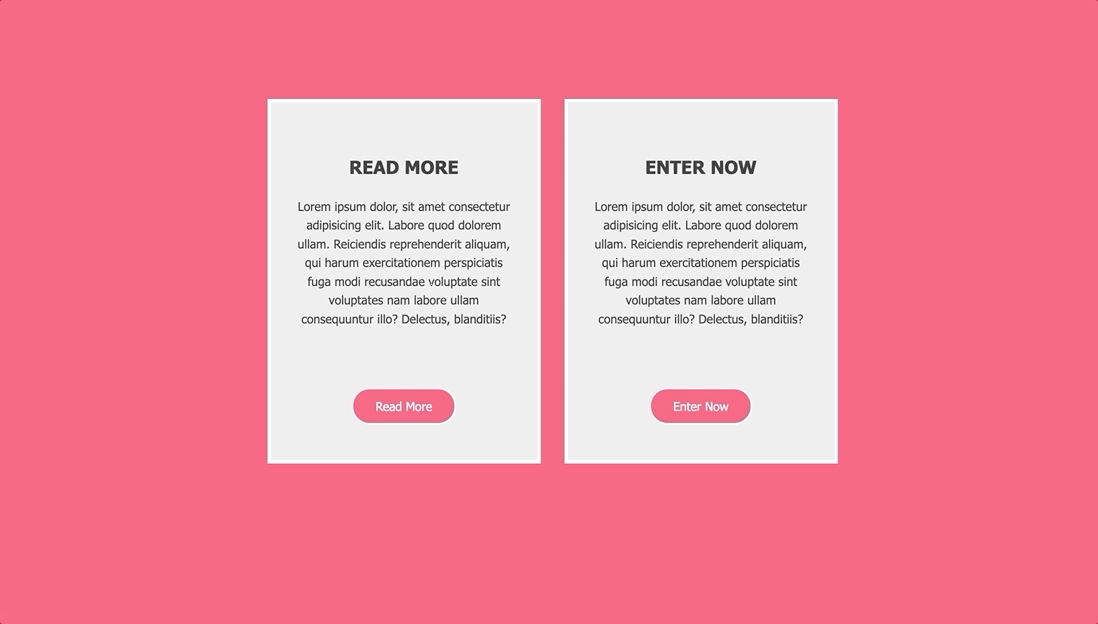 READ MORE
Lorem ipsum dolor, sit amet consectetur
adipisicing elit. Labore quod dolorem
ullam. Reiciendis reprehenderit aliquam,
qui harum exercitationem perspiciatis
fuga modi recusandae voluptate sint
voluptates nam labore ullam
consequuntur illo? Delectus, blanditiis?
Read More
ENTER NOW
Lorem ipsum dolor, sit amet consectetur
adipisicing elit. Labore quod dolorem
ullam. Reiciendis reprehenderit aliquam,
qui harum exercitationem perspiciatis
fuga modi recusandae voluptate sint
voluptates nam labore ullam
consequuntur illo? Delectus, blanditiis?
Enter Now